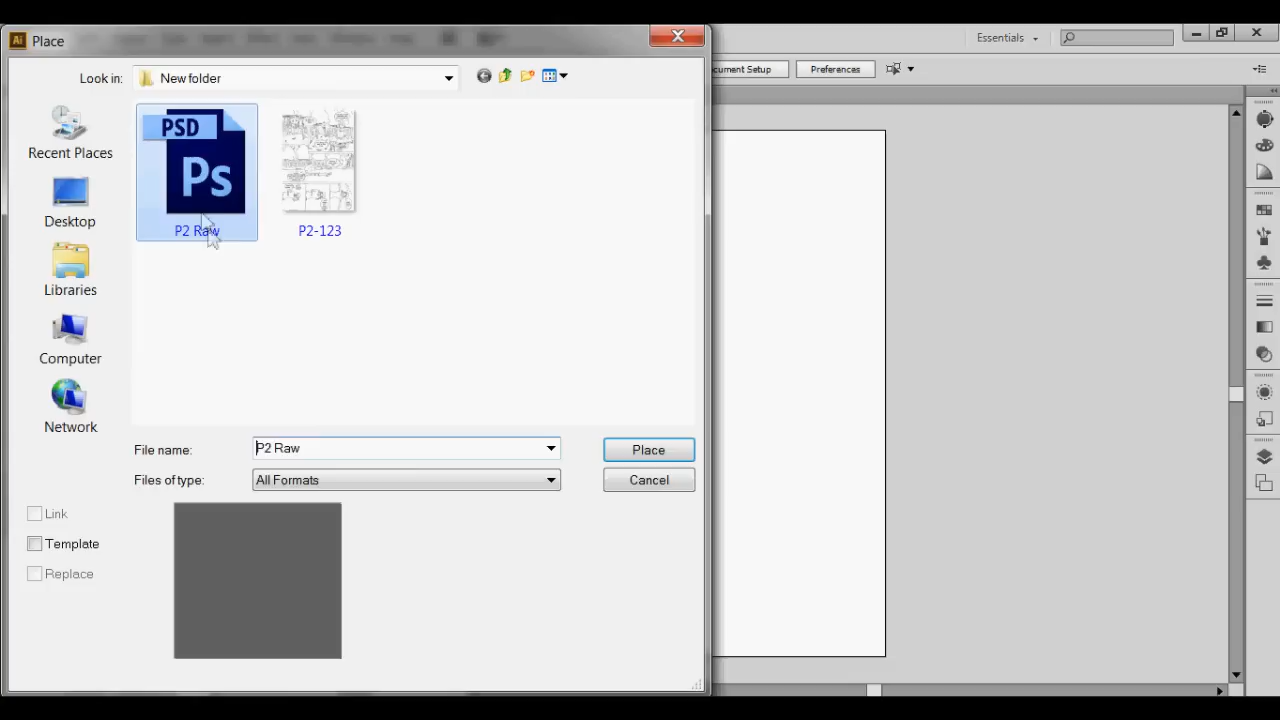 Ai Place
Essentials
Look in: New folder
cument Setup
Preferences
PSD
Ps
P2 Raw
P2-123
Recent Places
Desktop
Libraries
Computer
Network
File name: P2 Raw
Place
Files of type: All Formats
Cancel
Link
Template
Replace